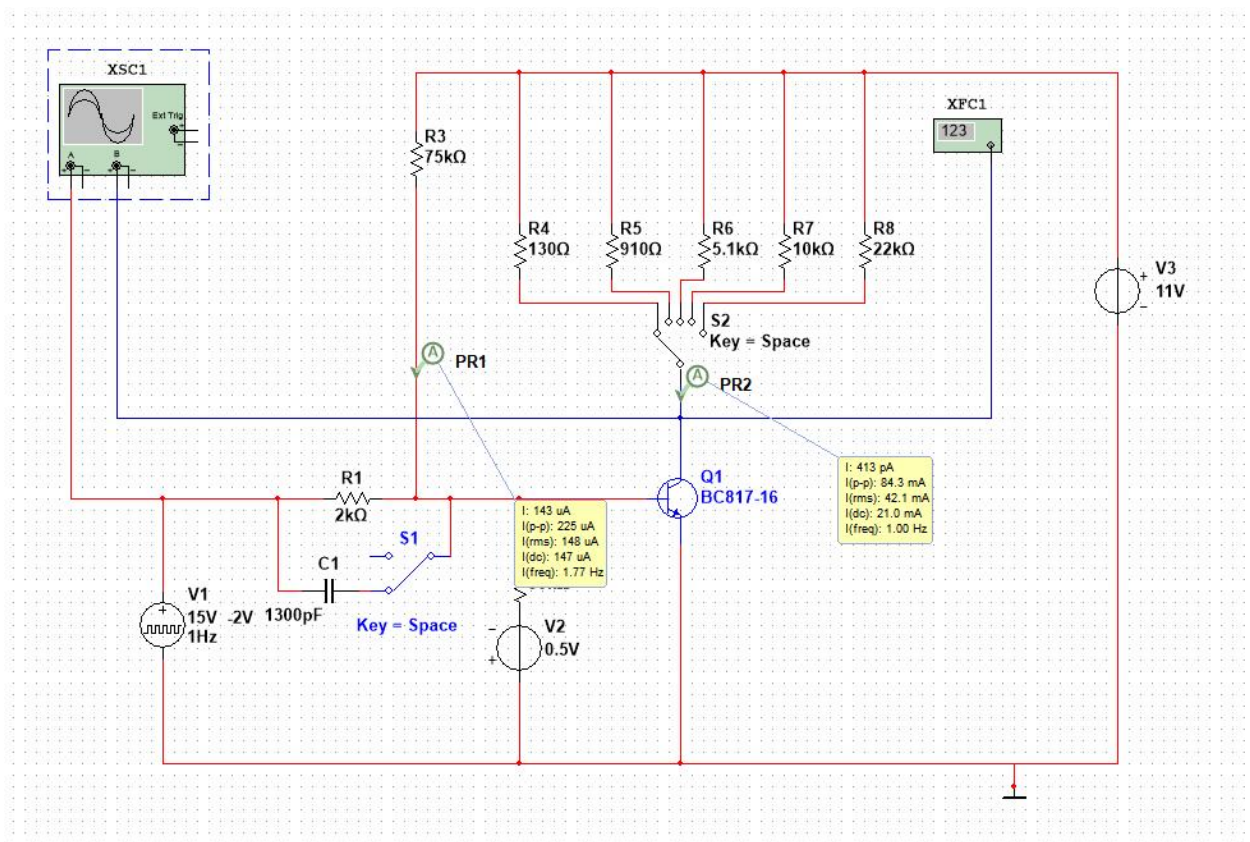 XSC1
Ext Trig
+
−
A
B
+
−
+
−
XFC1
123
R3
75kΩ
R4
130Ω
R5
910Ω
R6
5.1kΩ
R7
10kΩ
R8
22kΩ
V3
+
11V
−
S2
Key = Space
A
PR1
A
PR2
I: 413 pA
I(p-p): 84.3 mA
I(rms): 42.1 mA
I(dc): 21.0 mA
I(freq): 1.00 Hz
R1
2kΩ
Q1
BC817-16
I: 143 uA
I(p-p): 225 uA
I(rms): 148 uA
I(dc): 147 uA
I(freq): 1.77 Hz
S1
C1
1300pF
Key = Space
V1
+
15V -2V
1Hz
V2
−
0.5V
+